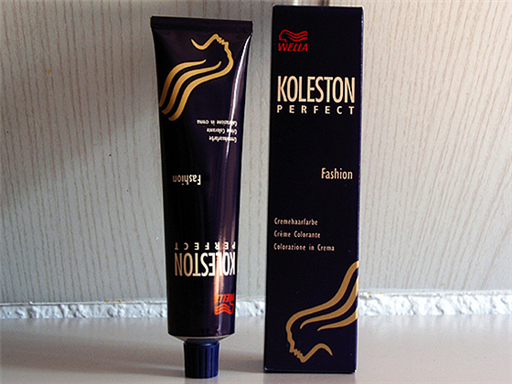 WELLA
KOLESTON
PERFECT
Fashion
Cremehaarfarbe
Crème Colorante
Colorazione in Crema
WELLA
KOLESTON
PERFECT
Fashion
Cremehaarfarbe
Crème Colorante
Colorazione in crema